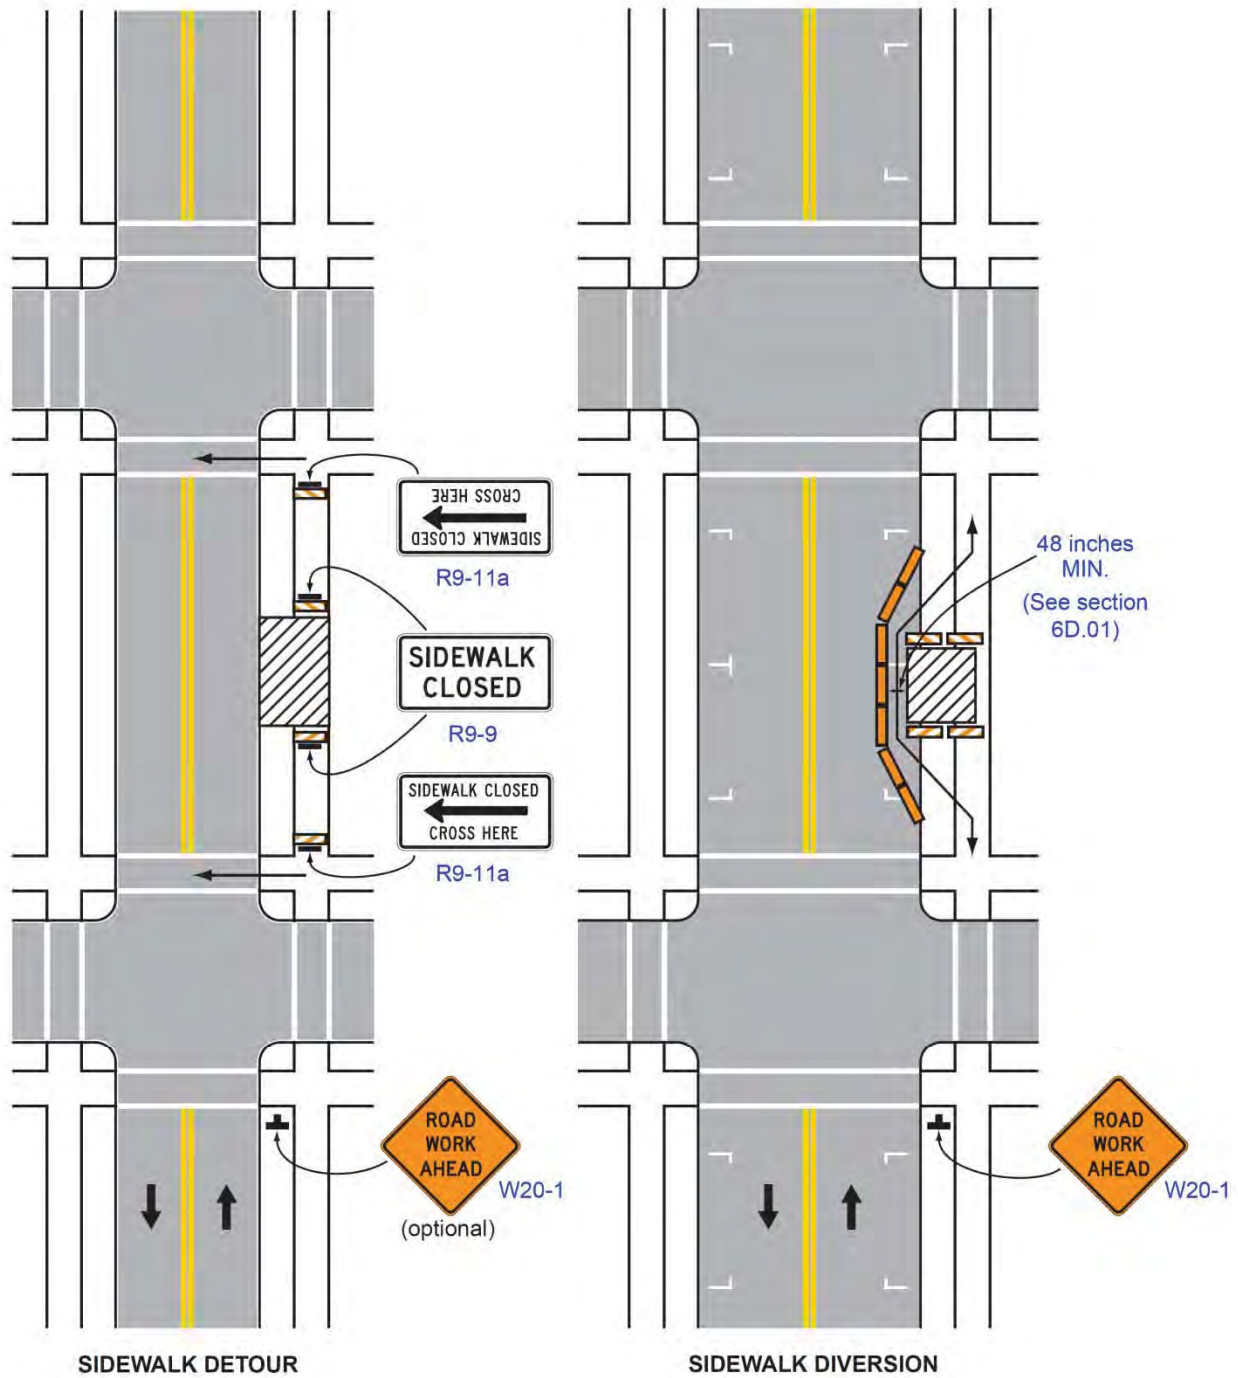 CROSS HERE
SIDEWALK CLOSED
R9-11a
SIDEWALK
CLOSED
R9-9
SIDEWALK CLOSED
CROSS HERE
R9-11a
ROAD
WORK
AHEAD
W20-1
(optional)
SIDEWALK DETOUR
48 inches
MIN.
(See section
6D.01)
ROAD
WORK
AHEAD
W20-1
SIDEWALK DIVERSION